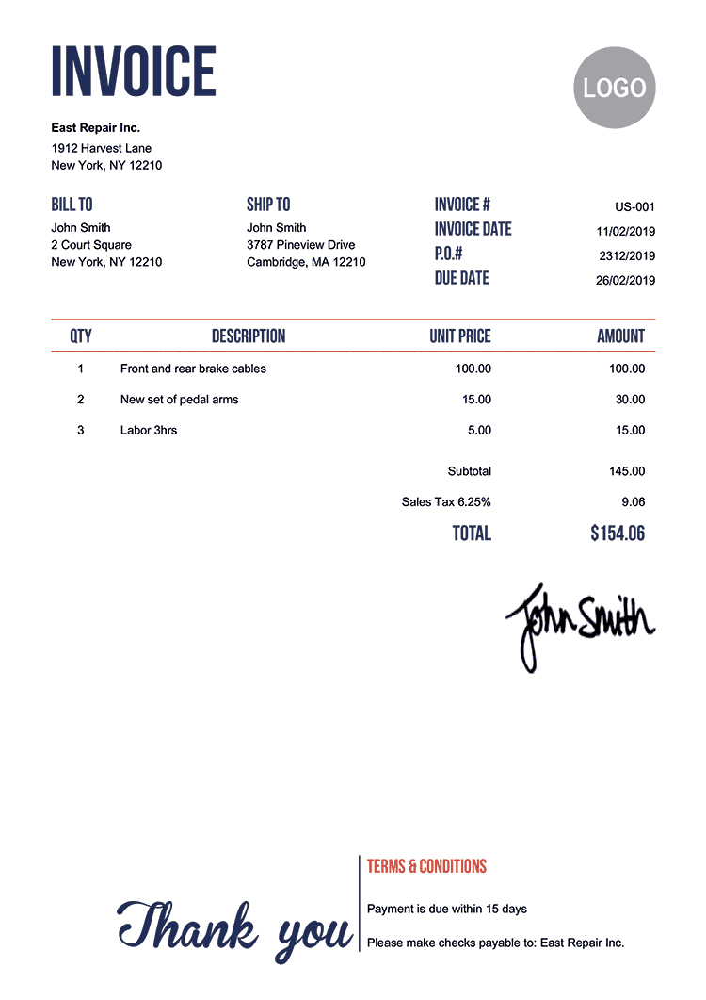 INVOICE
LOGO
East Repair Inc.
1912 Harvest Lane
New York, NY 12210
BILL TO
John Smith
2 Court Square
New York, NY 12210
SHIP TO
John Smith
3787 Pineview Drive
Cambridge, MA 12210
INVOICE # US-001
INVOICE DATE 11/02/2019
P.O.# 2312/2019
DUE DATE 26/02/2019
QTY DESCRIPTION UNIT PRICE AMOUNT
1 Front and rear brake cables 100.00 100.00
2 New set of pedal arms 15.00 30.00
3 Labor 3hrs 5.00 15.00
Subtotal 145.00
Sales Tax 6.25% 9.06
TOTAL $154.06
John Smith
Thank you
TERMS & CONDITIONS
Payment is due within 15 days
Please make checks payable to: East Repair Inc.